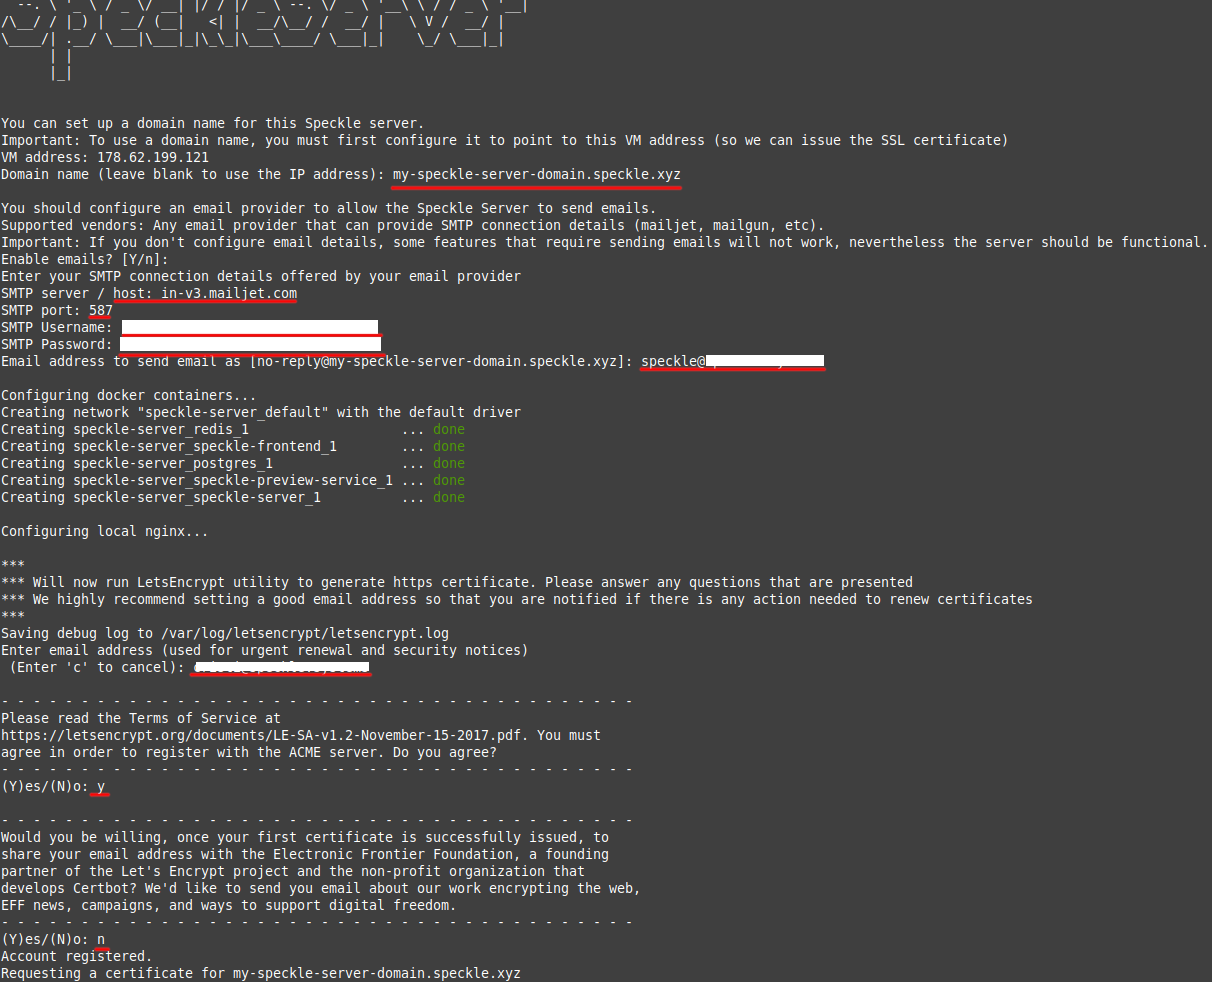 You can set up a domain name for this Speckle server.
Important: To use a domain name, you must first configure it to point to this VM address (so we can issue the SSL certificate)
VM address: 178.62.199.121
Domain name (leave blank to use the IP address): my-speckle-server-domain.speckle.xyz
You should configure an email provider to allow the Speckle Server to send emails.
Supported vendors: Any email provider that can provide SMTP connection details (mailjet, mailgun, etc).
Important: If you don't configure email details, some features that require sending emails will not work, nevertheless the server should be functional.
Enable emails? [Y/n]:
Enter your SMTP connection details offered by your email provider
SMTP server / host: in-v3.mailjet.com
SMTP port: 587
SMTP Username:
SMTP Password:
Email address to send email as [no-reply@my-speckle-server-domain.speckle.xyz]: speckle@
Configuring docker containers...
Creating network "speckle-server_default" with the default driver
Creating speckle-server_redis_1 ... done
Creating speckle-server_speckle-frontend_1 ... done
Creating speckle-server_postgres_1 ... done
Creating speckle-server_speckle-preview-service_1 ... done
Creating speckle-server_speckle-server_1 ... done
Configuring local nginx...
***
*** Will now run LetsEncrypt utility to generate https certificate. Please answer any questions that are presented
*** We highly recommend setting a good email address so that you are notified if there is any action needed to renew certificates
***
Saving debug log to /var/log/letsencrypt/letsencrypt.log
Enter email address (used for urgent renewal and security notices)
(Enter 'c' to cancel):
- - - - - - - - - - - - - - - - - - - - - - - - - - - - - - - - - - - - - - - -
Please read the Terms of Service at
https://letsencrypt.org/documents/LE-SA-v1.2-November-15-2017.pdf. You must
agree in order to register with the ACME server. Do you agree?
- - - - - - - - - - - - - - - - - - - - - - - - - - - - - - - - - - - - - - - -
(Y)es/(N)o: y
- - - - - - - - - - - - - - - - - - - - - - - - - - - - - - - - - - - - - - - -
Would you be willing, once your first certificate is successfully issued, to
share your email address with the Electronic Frontier Foundation, a founding
partner of the Let's Encrypt project and the non-profit organization that
develops Certbot? We'd like to send you email about our work encrypting the web,
EFF news, campaigns, and ways to support digital freedom.
- - - - - - - - - - - - - - - - - - - - - - - - - - - - - - - - - - - - - - - -
(Y)es/(N)o: n
Account registered.
Requesting a certificate for my-speckle-server-domain.speckle.xyz